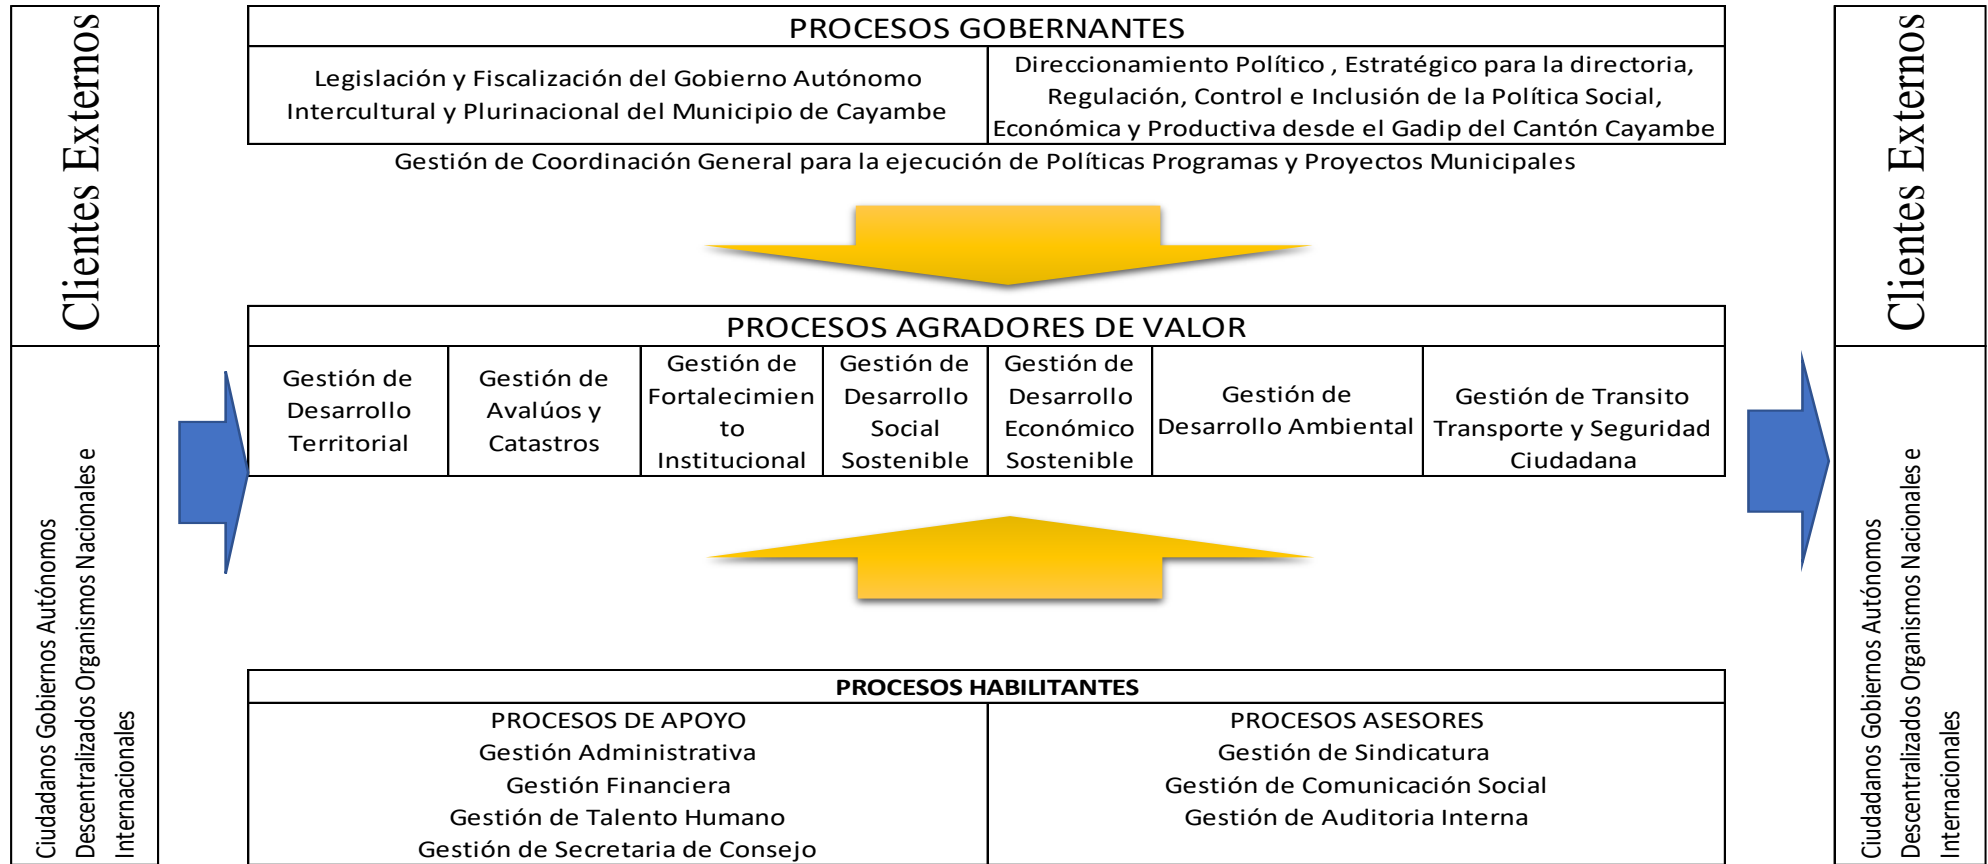 Clientes Externos
Ciudadanos Gobiernos Autónomos
Descentralizados Organismos Nacionales e
Internacionales
PROCESOS GOBERNANTES
Legislación y Fiscalización del Gobierno Autónomo
Intercultural y Plurinacional del Municipio de Cayambe
Direccionamiento Político , Estratégico para la directoria,
Regulación, Control e Inclusión de la Política Social,
Económica y Productiva desde el Gadip del Cantón Cayambe
Gestión de Coordinación General para la ejecución de Políticas Programas y Proyectos Municipales
PROCESOS AGRADORES DE VALOR
Gestión de
Desarrollo
Territorial
Gestión de
Avalúos y
Catastros
Gestión de
Fortalecimien
to
Institucional
Gestión de
Desarrollo
Social
Sostenible
Gestión de
Desarrollo
Económico
Sostenible
Gestión de
Desarrollo Ambiental
Gestión de Transito
Transporte y Seguridad
Ciudadana
PROCESOS HABILITANTES
PROCESOS DE APOYO
Gestión Administrativa
Gestión Financiera
Gestión de Talento Humano
Gestión de Secretaria de Consejo
PROCESOS ASESORES
Gestión de Sindicatura
Gestión de Comunicación Social
Gestión de Auditoria Interna
Clientes Externos
Ciudadanos Gobiernos Autónomos
Descentralizados Organismos Nacionales e
Internacionales